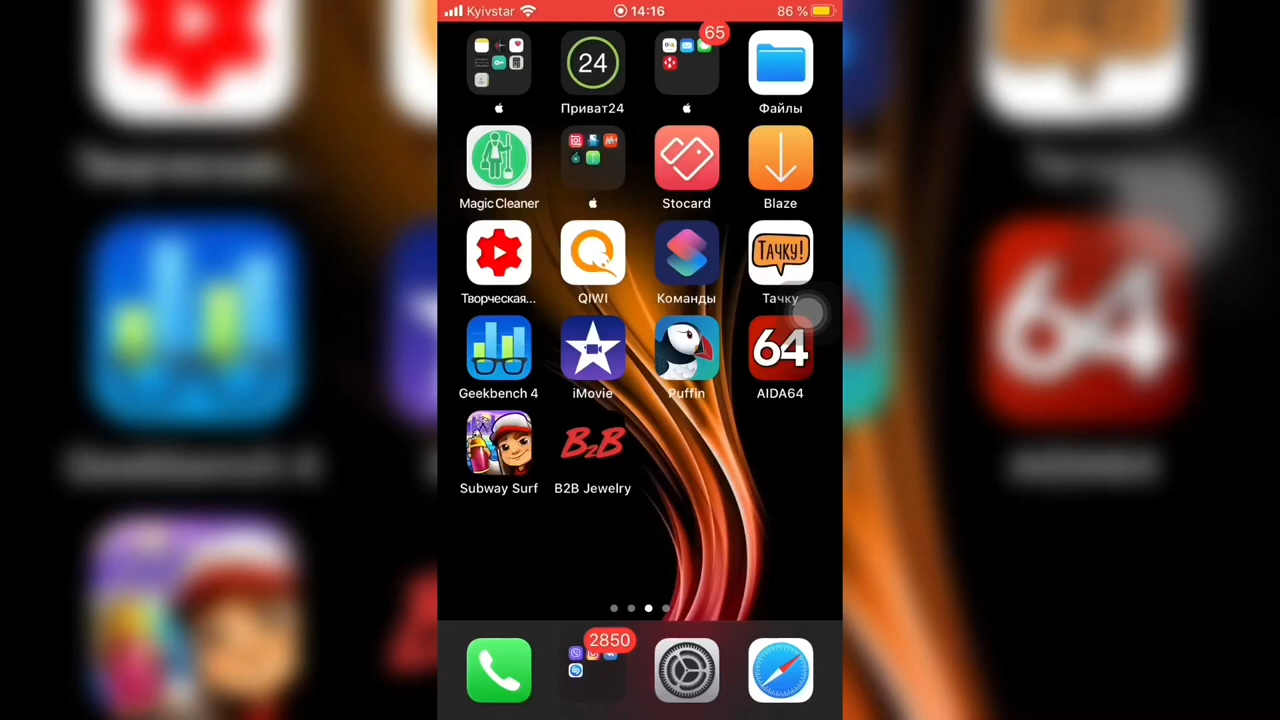 Kyivstar 14:16 86 %
65
24
Приват24 Файлы
Magic Cleaner Stocard Blaze
ТАЧКУ!
Творческая... QIWI Команды Тачку
64
Geekbench 4 iMovie Puffin AIDA64
B2B
Subway Surf B2B Jewelry
2850